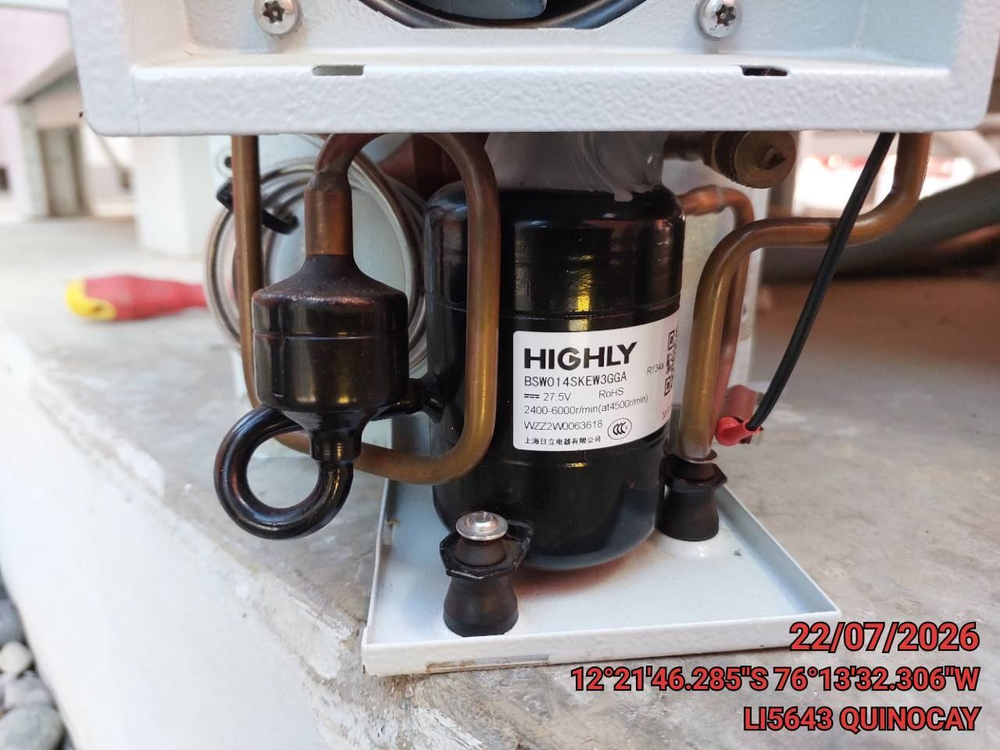 HIGHLY
BSW014SKEW3GGA
R134a
27.5V RoHS
2400-6000r/min(at4500r/min)
WZZ2W0063618
CCC
上海日立电器有限公司
22/07/2026
12°21'46.285"S 76°13'32.306"W
LI5643 QUINOCAY